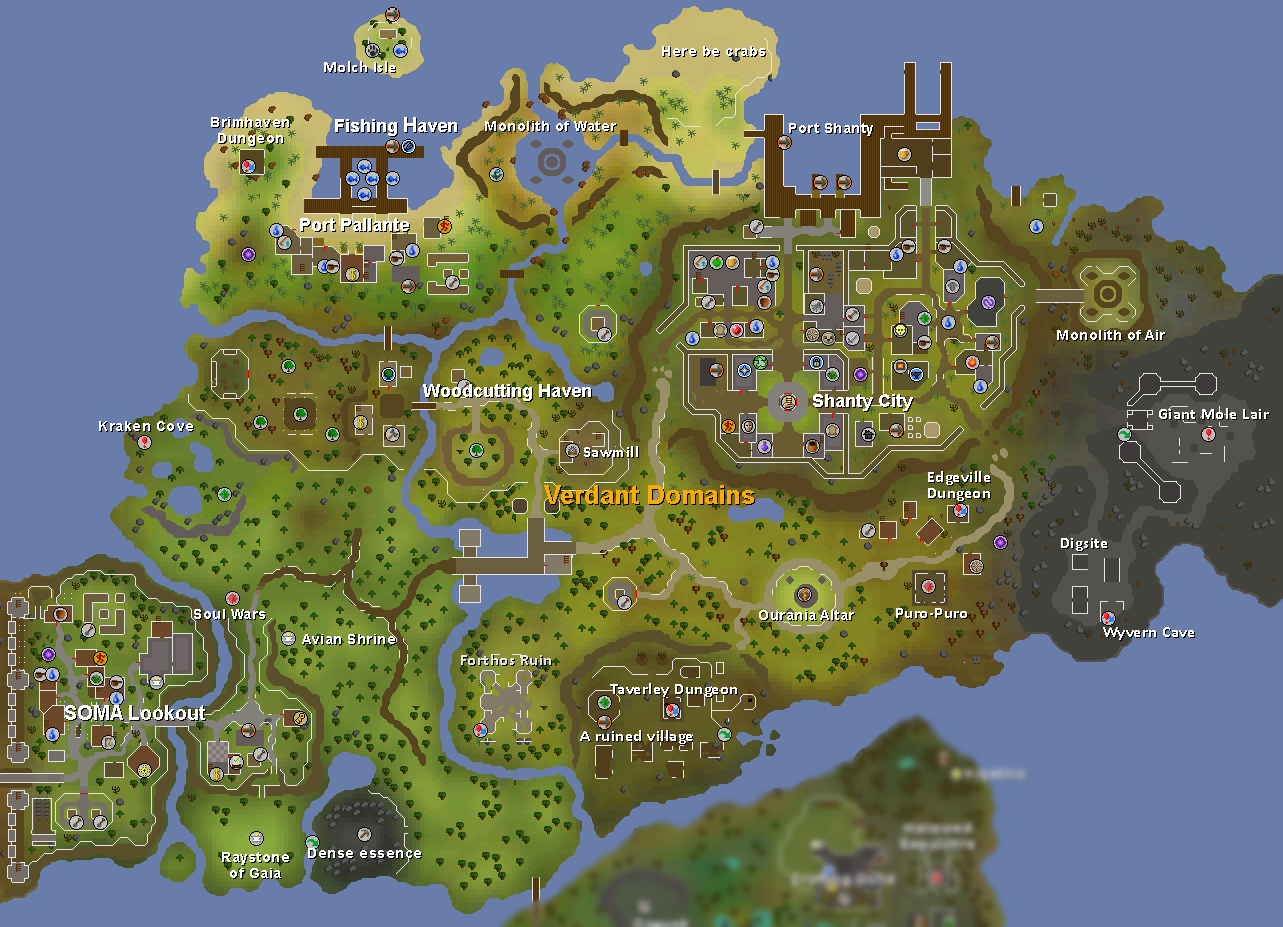 Molch Isle
Here be crabs
Brimhaven
Dungeon
Fishing Haven
Monolith of Water
Port Shanty
Port Pallante
Monolith of Air
Woodcutting Haven
Shanty City
Kraken Cove
Giant Mole Lair
Sawmill
Verdant Domains
Edgeville
Dungeon
Digsite
Soul Wars
Ourania Altar
Puro-Puro
Wyvern Cave
Avian Shrine
Forthos Ruin
Taverley Dungeon
SOMA Lookout
A ruined village
Raystone
of Gaia
Dense essence